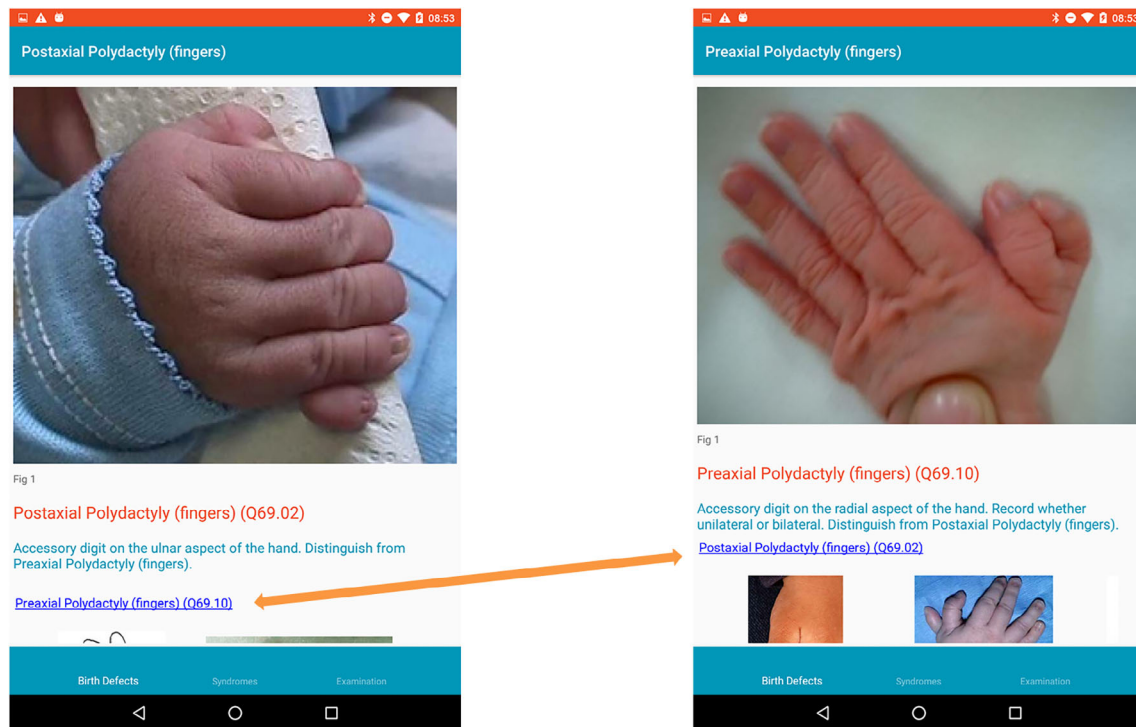 08:53
Postaxial Polydactyly (fingers)
Fig 1
Postaxial Polydactyly (fingers) (Q69.02)
Accessory digit on the ulnar aspect of the hand. Distinguish from
Preaxial Polydactyly (fingers).
Preaxial Polydactyly (fingers) (Q69.10)
Birth Defects
Syndromes
Examination
08:53
Preaxial Polydactyly (fingers)
Fig 1
Preaxial Polydactyly (fingers) (Q69.10)
Accessory digit on the radial aspect of the hand. Record whether
unilateral or bilateral. Distinguish from Postaxial Polydactyly (fingers).
Postaxial Polydactyly (fingers) (Q69.02)
Birth Defects
Syndromes
Examination